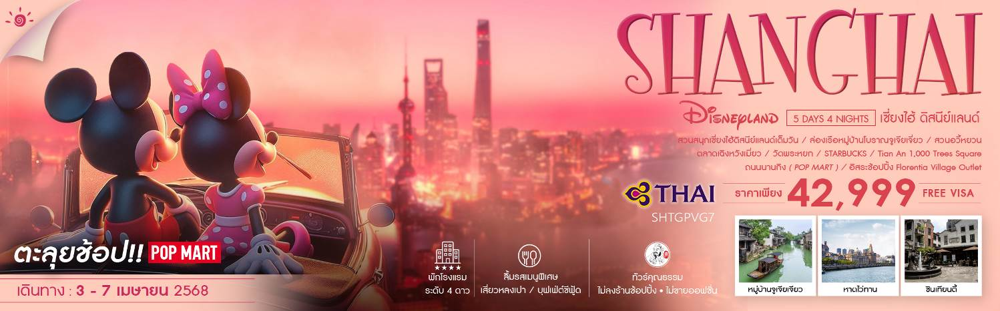 SHANGHAI
DISNEYLAND 5 DAYS 4 NIGHTS เซี่ยงไฮ้ ดิสนีย์แลนด์
สวนสนุกเซี่ยงไฮ้ดิสนีย์แลนด์เต็มวัน / ล่องเรือหมู่บ้านโบราณจูเจียเจี่ยว / สวนอวี้หยวน
ตลาดเฉิงหวังเมี่ยว / วัดพระหยก / STARBUCKS / Tian An 1,000 Trees Square
ถนนนานกิง ( POP MART ) / อิสระช้อปปิ้ง Florentia Village Outlet
THAI ราคาเพียง 42,999 FREE VISA
SHTGPVG7
ตะลุยช้อป!! POP MART
เดินทาง : 3 - 7 เมษายน 2568
พักโรงแรม
ระดับ 4 ดาว
ลิ้มรสเมนูพิเศษ
เสี่ยวหลงเปา / บุฟเฟ่ต์ซีฟู้ด
ทัวร์คุณธรรม
ไม่ลงร้านช้อปปิ้ง • ไม่ขายออฟชั่น
หมู่บ้านจูเจียเจียว
หาดไว่ทาน
ซินเทียนตี้